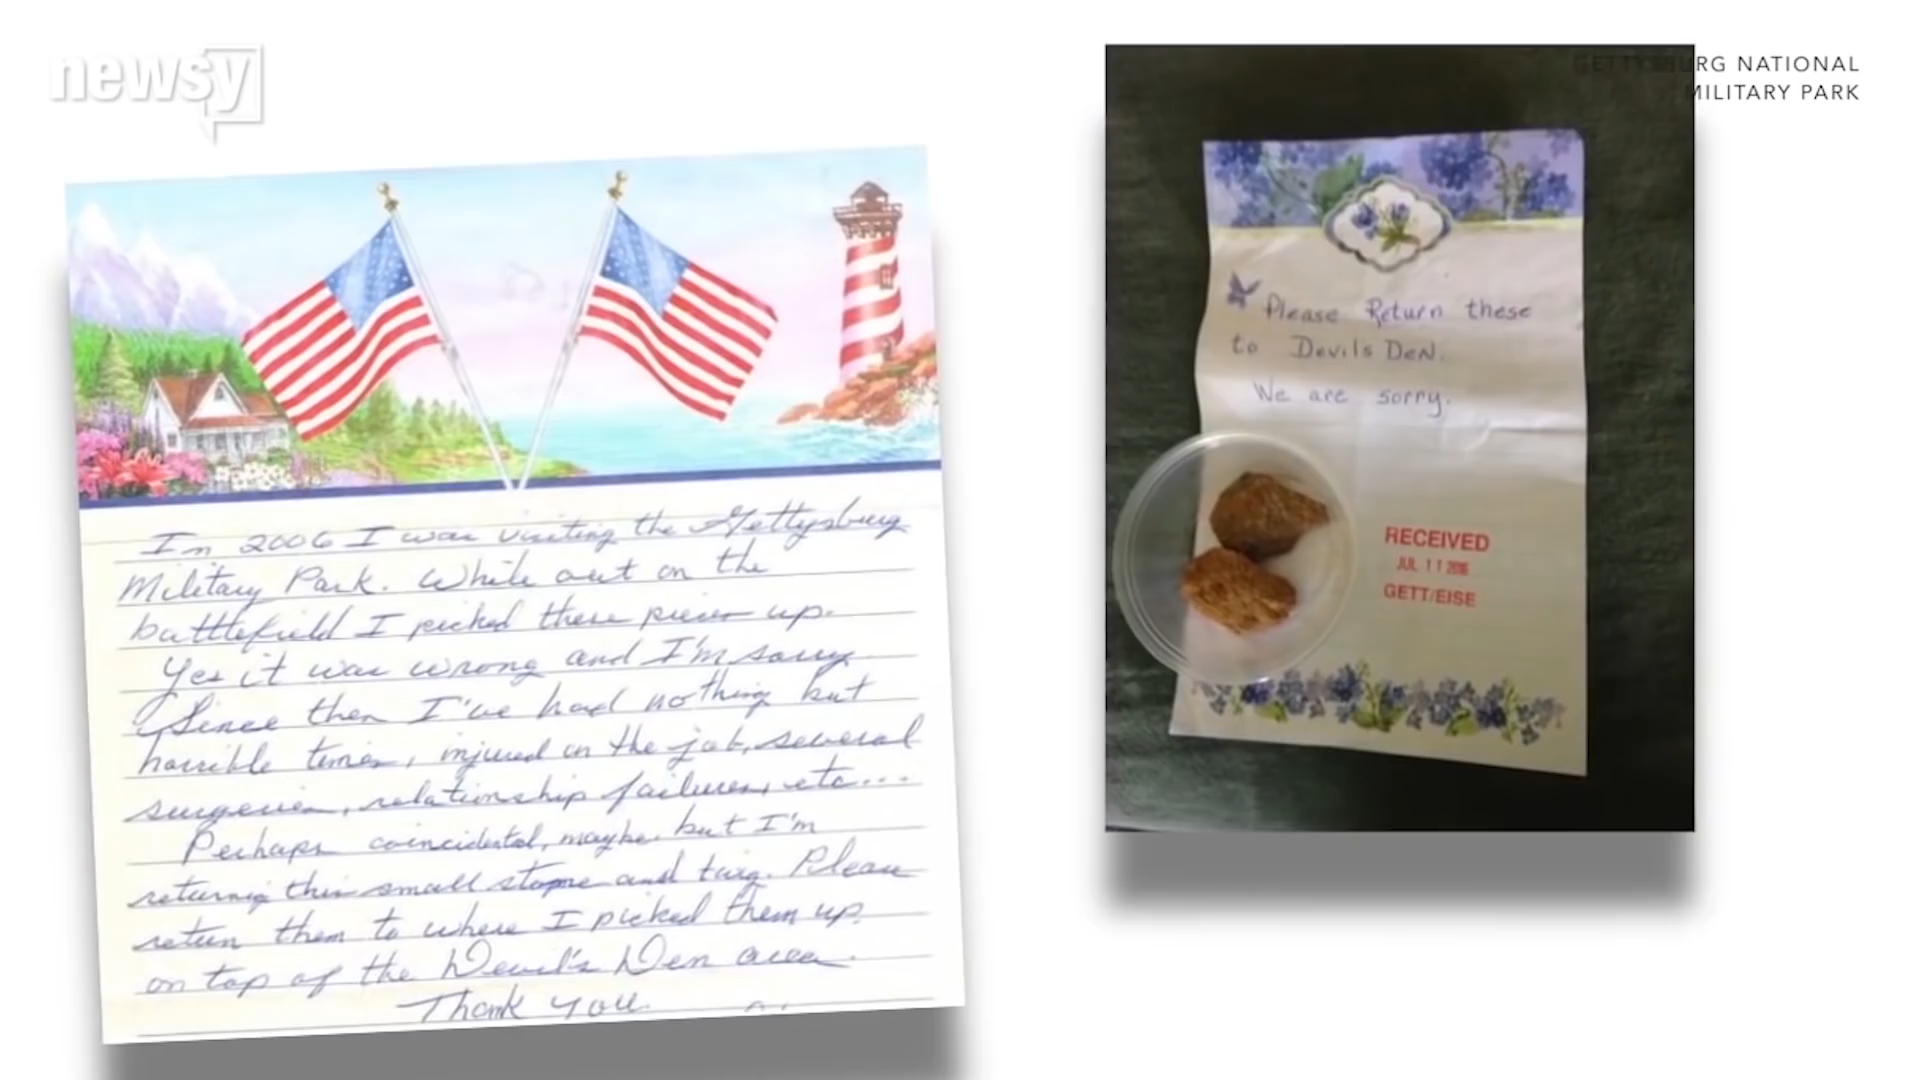 newsy
GETTYSBURG NATIONAL
MILITARY PARK
In 2006 I was visiting the Gettysburg
Military Park. While out on the
battlefield I picked these pieces up.
Yes it was wrong and I'm sorry.
Since then I've had nothing but
horrible times, injured on the job, several
surgeries, relationship failures, etc...
Perhaps coincidental, maybe, but I'm
returning this small stone and twig. Please
return them to where I picked them up.
on top of the Devil's Den area.
Thank You.
Please Return these
to Devils Den.
We are sorry.
RECEIVED
JUL 11 2016
GETT/EISE